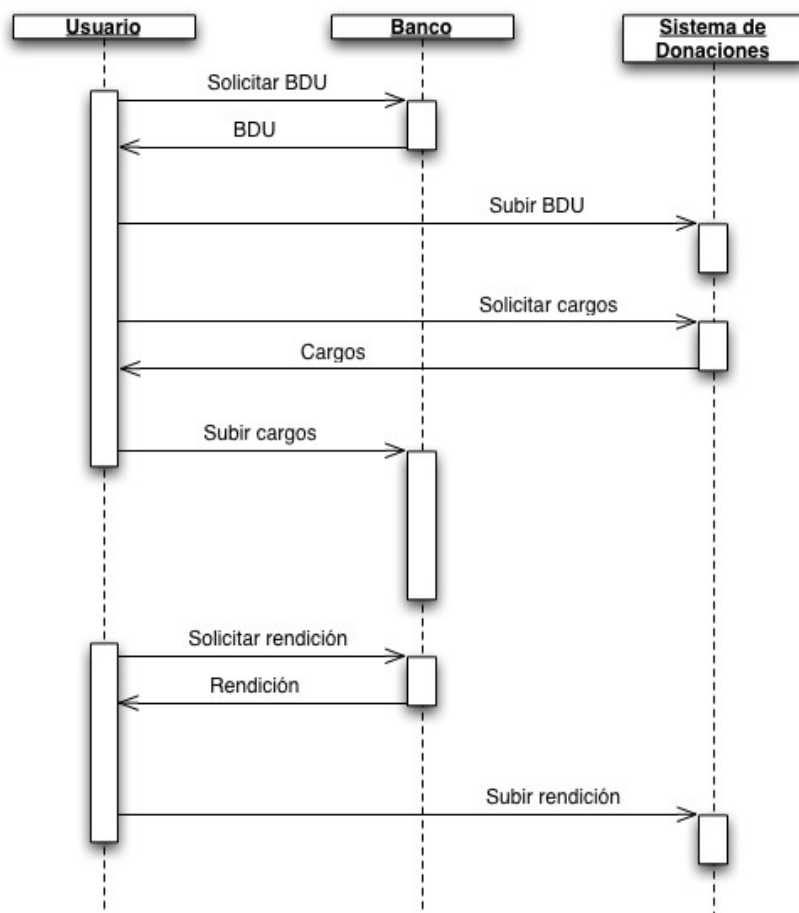 Usuario
Banco
Sistema de
Donaciones
Solicitar BDU
BDU
Subir BDU
Solicitar cargos
Cargos
Subir cargos
Solicitar rendición
Rendición
Subir rendición